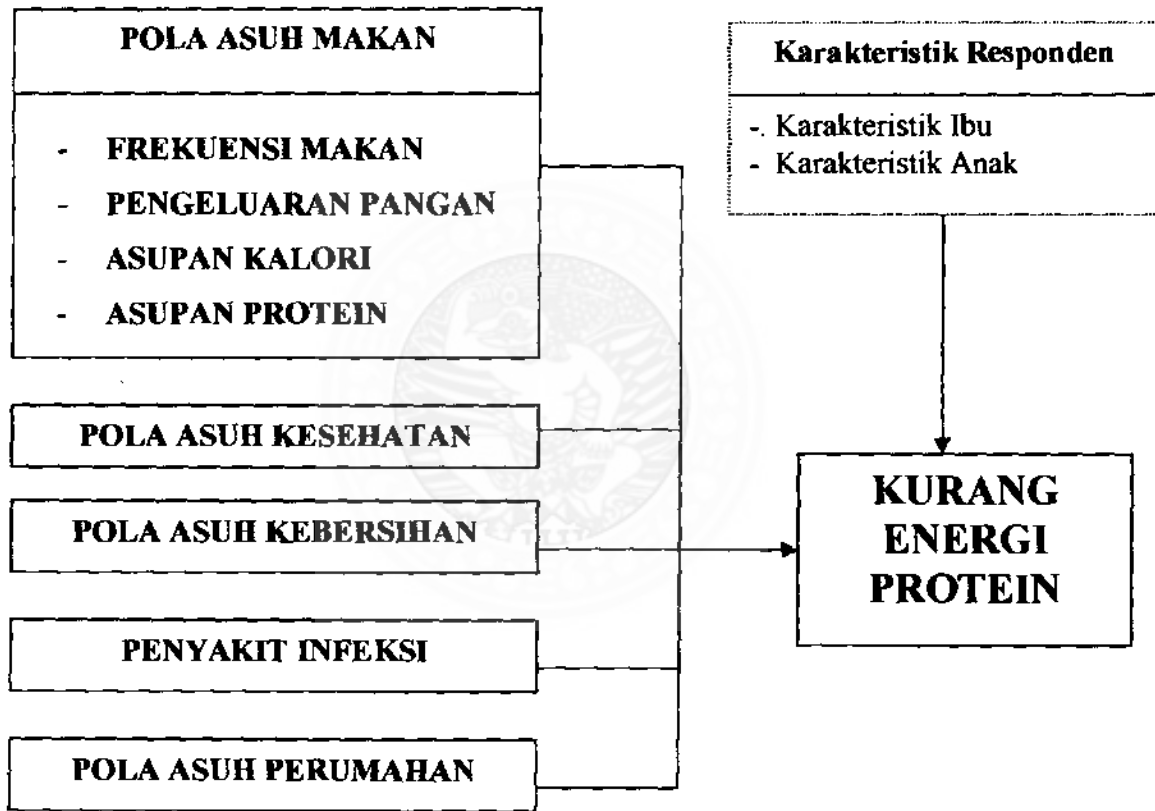 POLA ASUH MAKAN
- FREKUENSI MAKAN
- PENGELUARAN PANGAN
- ASUPAN KALORI
- ASUPAN PROTEIN
POLA ASUH KESEHATAN
POLA ASUH KEBERSIHAN
PENYAKIT INFEKSI
POLA ASUH PERUMAHAN
Karakteristik Responden
-. Karakteristik Ibu
- Karakteristik Anak
KURANG
ENERGI
PROTEIN